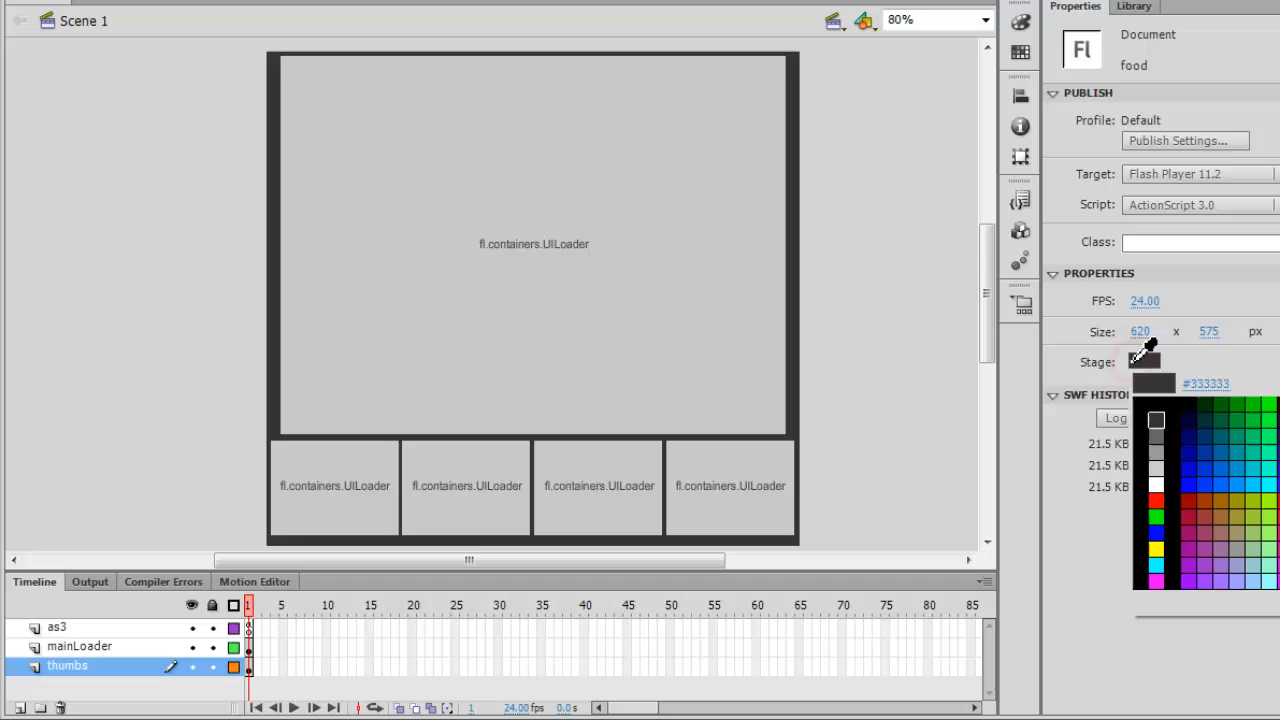 Scene 1
80%
Properties
Library
Fl
Document
food
PUBLISH
Profile: Default
Publish Settings...
Target: Flash Player 11.2
Script: ActionScript 3.0
Class:
PROPERTIES
FPS: 24.00
Size: 620 x 575 px
Stage:
#333333
SWF HISTO
Log
21.5 KB
21.5 KB
21.5 KB
fl.containers.UILoader
fl.containers.UILoader fl.containers.UILoader fl.containers.UILoader fl.containers.UILoader
Timeline Output Compiler Errors Motion Editor
1 5 10 15 20 25 30 35 40 45 50 55 60 65 70 75 80 85
as3
mainLoader
thumbs
1 24.00 fps 0.0 s